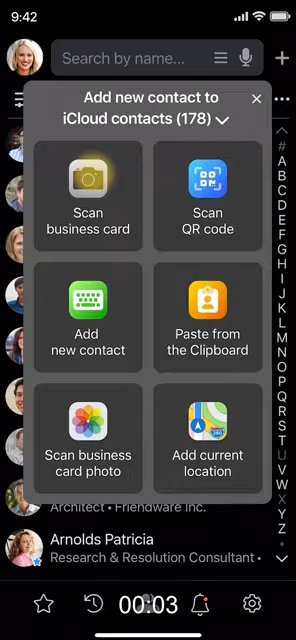 9:42
Search by name...
Add new contact to
iCloud contacts (178)
Scan
business card
Scan
QR code
Add
new contact
Paste from
the Clipboard
Scan business
card photo
Add current
location
280
Architect • Friendware Inc.
Arnolds Patricia
Research & Resolution Consultant •
#
A
B
C
D
E
F
G
H
I
J
K
L
M
N
O
P
Q
R
S
T
U
V
W
X
Y
Z
00:03